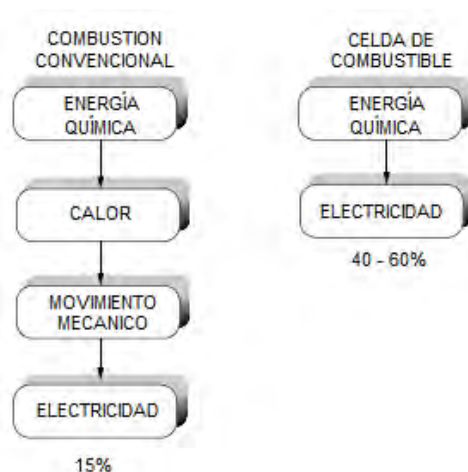 COMBUSTION
CONVENCIONAL
ENERGÍA
QUÍMICA
CALOR
MOVIMIENTO
MECANICO
ELECTRICIDAD
15%
CELDA DE
COMBUSTIBLE
ENERGÍA
QUÍMICA
ELECTRICIDAD
40 - 60%